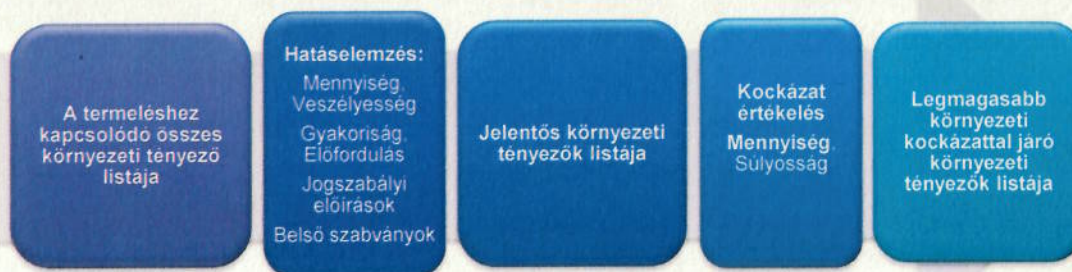 A termeléshez
kapcsolódó összes
környezeti tényező
listája
Hatáselemzés:
Mennyiség,
Veszélyesség
Gyakoriság,
Előfordulás
Jogszabályi
előírások
Belső szabványok
Jelentős környezeti
tényezők listája
Kockázat
értékelés
Mennyiség,
Súlyosság
Legmagasabb
környezeti
kockázattal járó
környezeti
tényezők listája